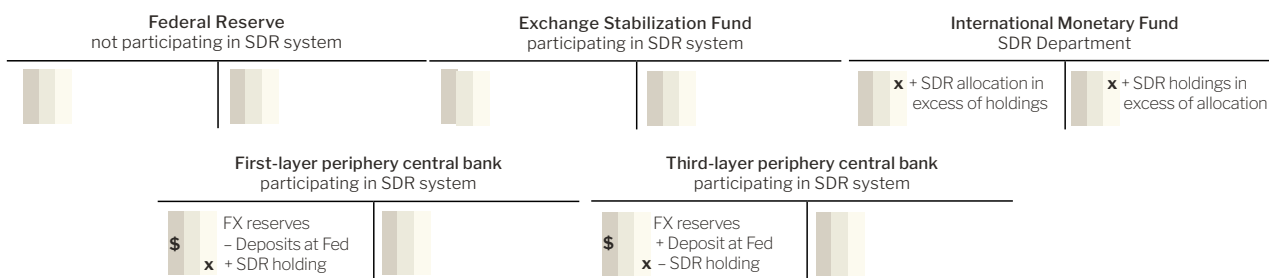 Federal Reserve
not participating in SDR system
Exchange Stabilization Fund
participating in SDR system
International Monetary Fund
SDR Department
x + SDR allocation in
excess of holdings
x + SDR holdings in
excess of allocation
First-layer periphery central bank
participating in SDR system
FX reserves
$ – Deposits at Fed
x + SDR holding
Third-layer periphery central bank
participating in SDR system
FX reserves
$ + Deposit at Fed
x – SDR holding